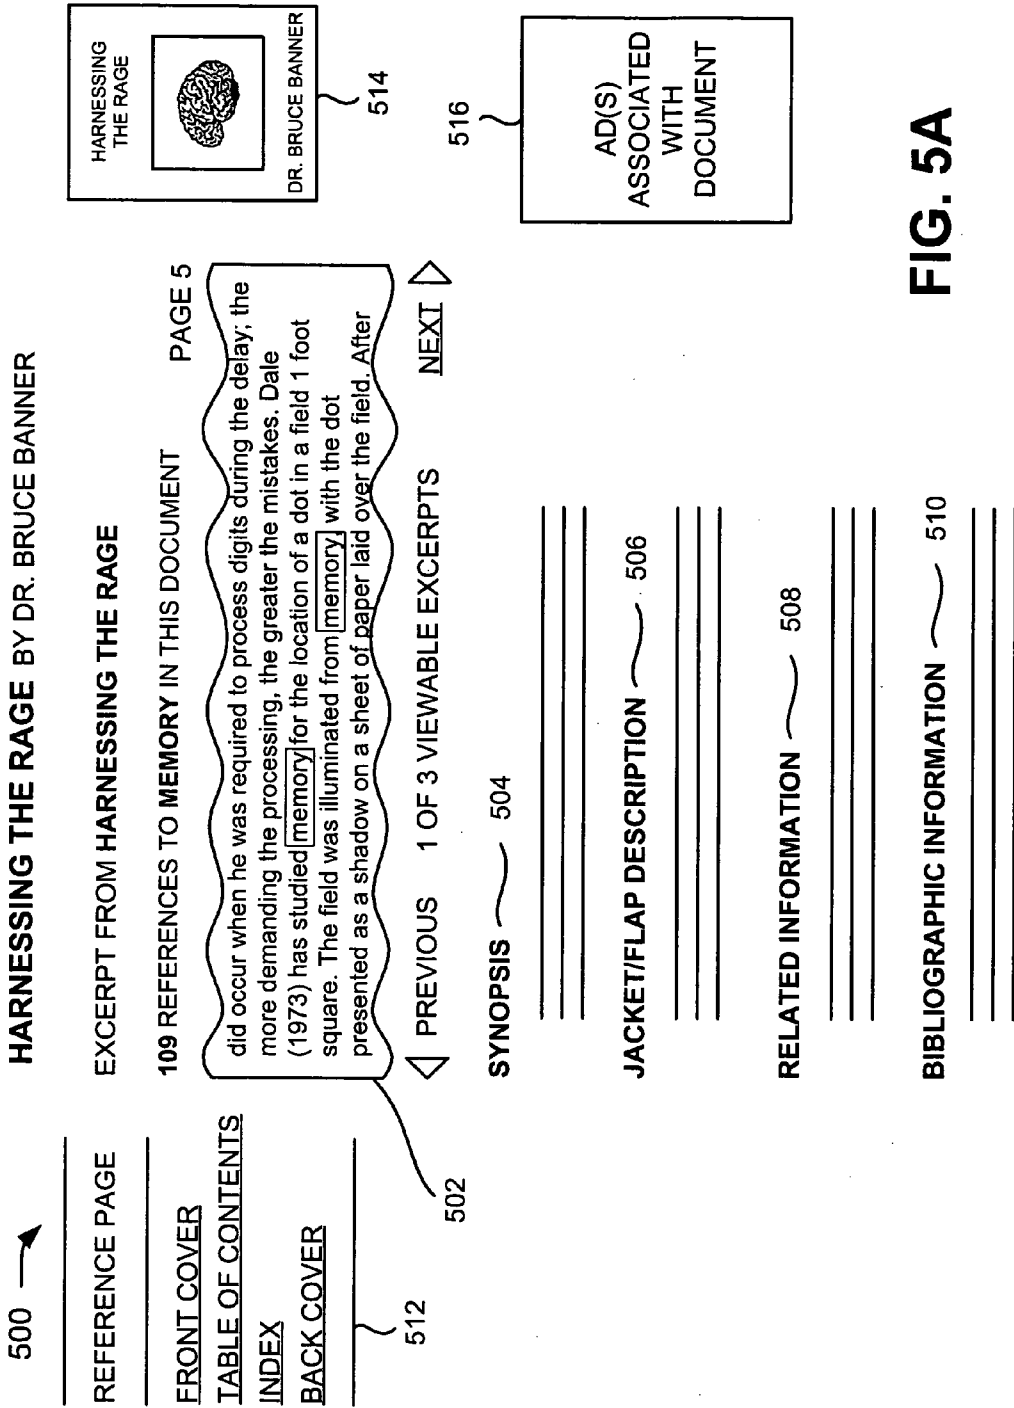 500
HARNESSING THE RAGE BY DR. BRUCE BANNER
REFERENCE PAGE
FRONT COVER
TABLE OF CONTENTS
INDEX
BACK COVER
512
EXCERPT FROM HARNESSING THE RAGE
109 REFERENCES TO MEMORY IN THIS DOCUMENT
PAGE 5
did occur when he was required to process digits during the delay; the
more demanding the processing, the greater the mistakes. Dale
(1973) has studied memory for the location of a dot in a field 1 foot
square. The field was illuminated from memory, with the dot
presented as a shadow on a sheet of paper laid over the field. After
502
PREVIOUS 1 OF 3 VIEWABLE EXCERPTS NEXT
SYNOPSIS 504
JACKET/FLAP DESCRIPTION 506
RELATED INFORMATION 508
BIBLIOGRAPHIC INFORMATION 510
HARNESSING
THE RAGE
DR. BRUCE BANNER
514
516
AD(S)
ASSOCIATED
WITH
DOCUMENT
FIG. 5A